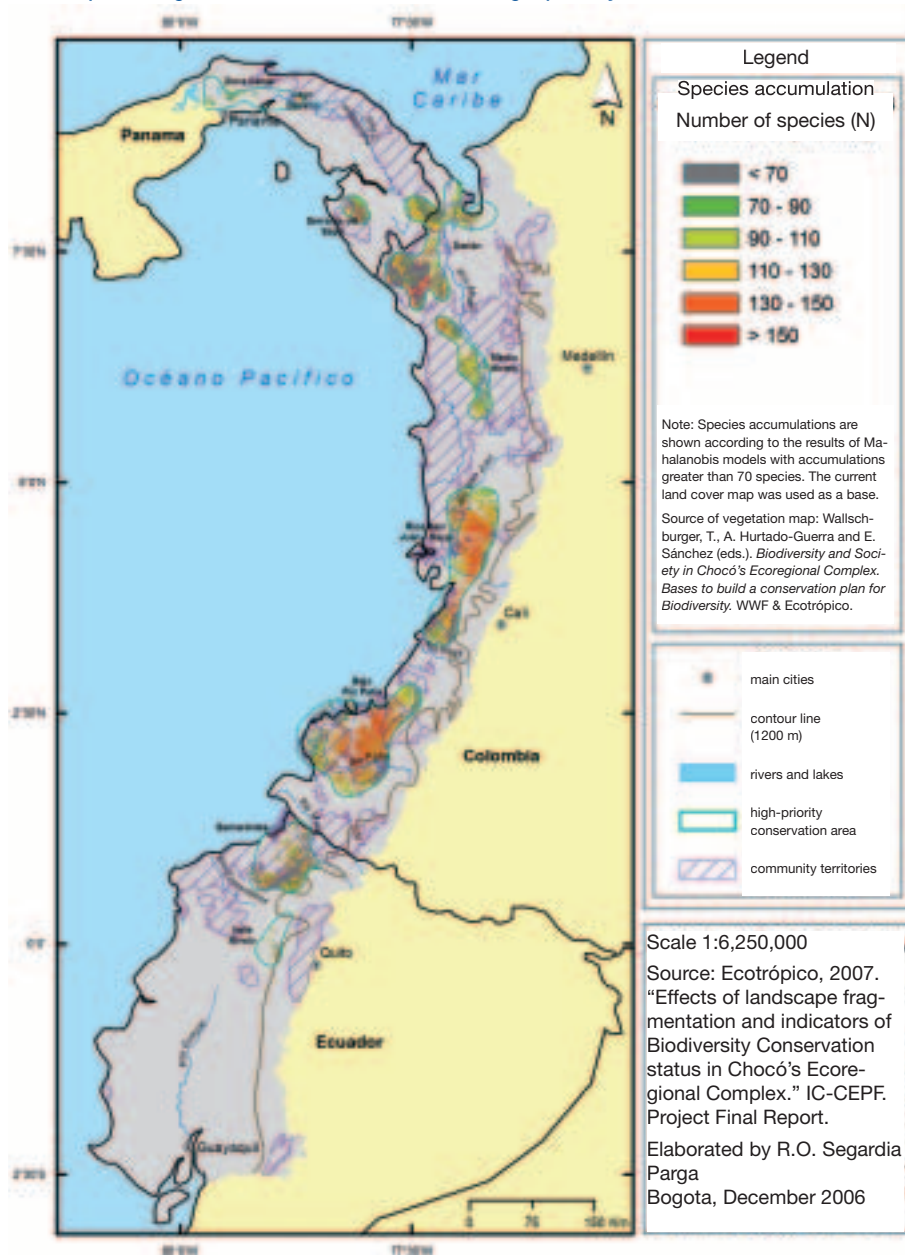 Mar
Caribe
N
Panama
Panama
Océano Pacífico
Medellín
Cali
Colombia
Quito
Ecuador
Guayaquil
Legend
Species accumulation
Number of species (N)
< 70
70 - 90
90 - 110
110 - 130
130 - 150
> 150
Note: Species accumulations are
shown according to the results of Ma-
halanobis models with accumulations
greater than 70 species. The current
land cover map was used as a base.
Source of vegetation map: Wallsch-
burger, T., A. Hurtado-Guerra and E.
Sánchez (eds.). Biodiversity and Soci-
ety in Chocó's Ecoregional Complex.
Bases to build a conservation plan for
Biodiversity. WWF & Ecotrópico.
main cities
contour line
(1200 m)
rivers and lakes
high-priority
conservation area
community territories
Scale 1:6,250,000
Source: Ecotrópico, 2007.
“Effects of landscape frag-
mentation and indicators of
Biodiversity Conservation
status in Chocó's Ecore-
gional Complex.” IC-CEPF.
Project Final Report.
Elaborated by R.O. Segardia
Parga
Bogota, December 2006